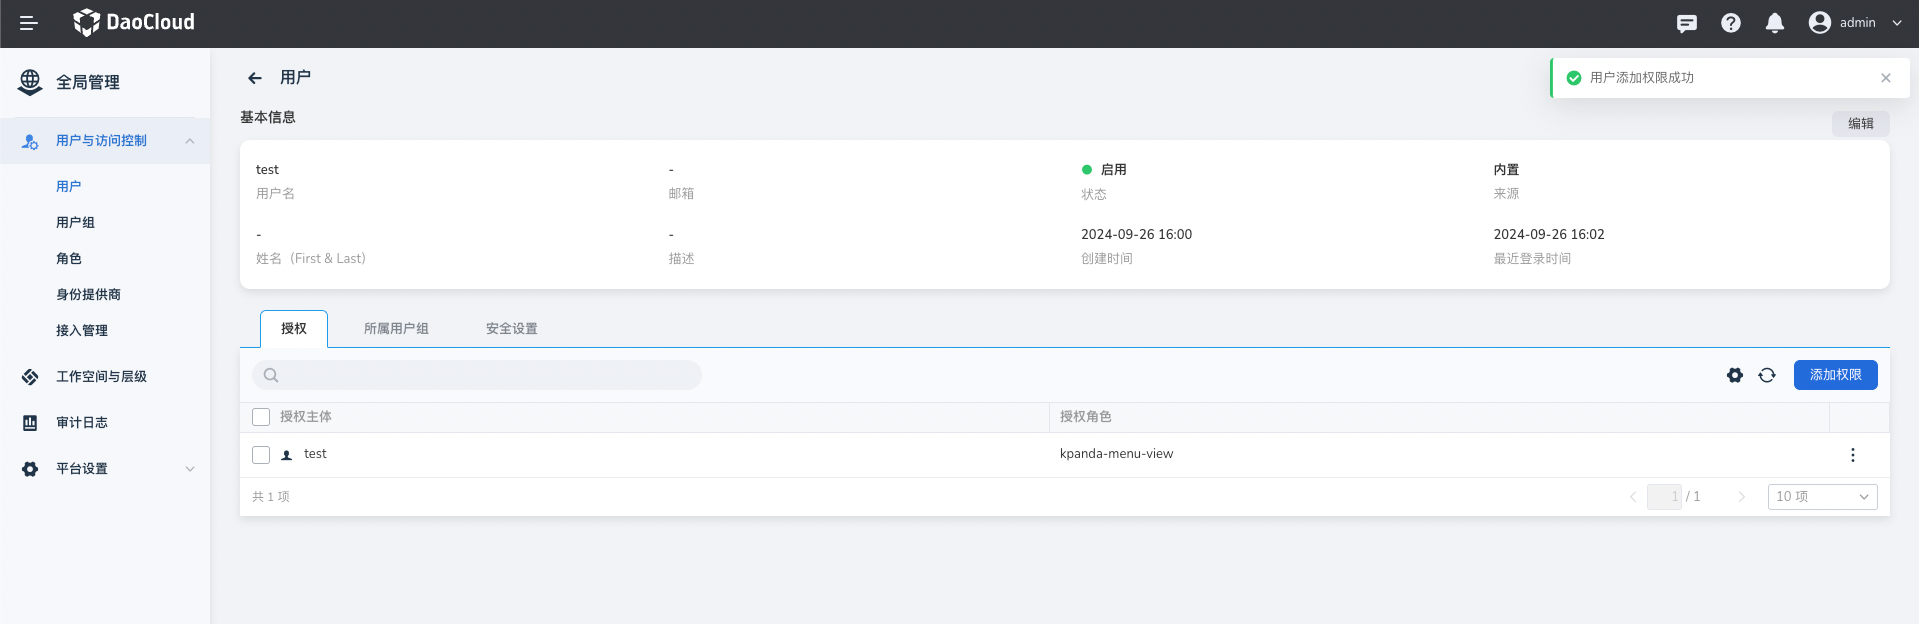 DaoCloud
admin
全局管理
用户
用户添加权限成功
基本信息
编辑
用户与访问控制
test
-
启用
内置
用户名
邮箱
状态
来源
用户
用户组
-
-
2024-09-26 16:00
2024-09-26 16:02
姓名（First & Last）
描述
创建时间
最近登录时间
角色
身份提供商
接入管理
授权
所属用户组
安全设置
工作空间与层级
添加权限
审计日志
授权主体
授权角色
test
kpanda-menu-view
平台设置
共 1 项
1 / 1
10 项